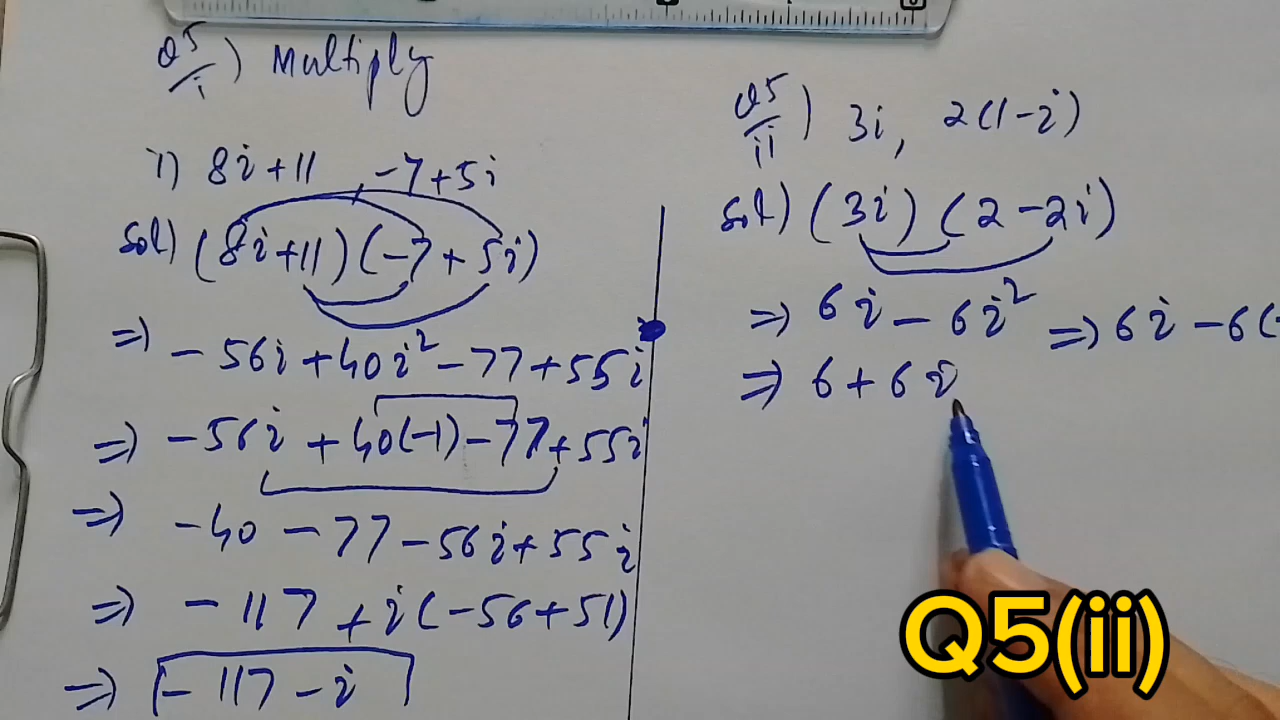 Q5/i) Multiply
i) 8i+11, -7+5i
Sol) (8i+11)(-7+5i)
=) -56i+40i²-77+55i
=) -56i+40(-1)-77+55i
=) -40-77-56i+55i
=) -117+i(-56+51)
=) -117-i
Q5/ii) 3i, 2(1-i)
Sol) (3i)(2-2i)
=) 6i-6i² =) 6i-6(-
=) 6+6i
Q5(ii)